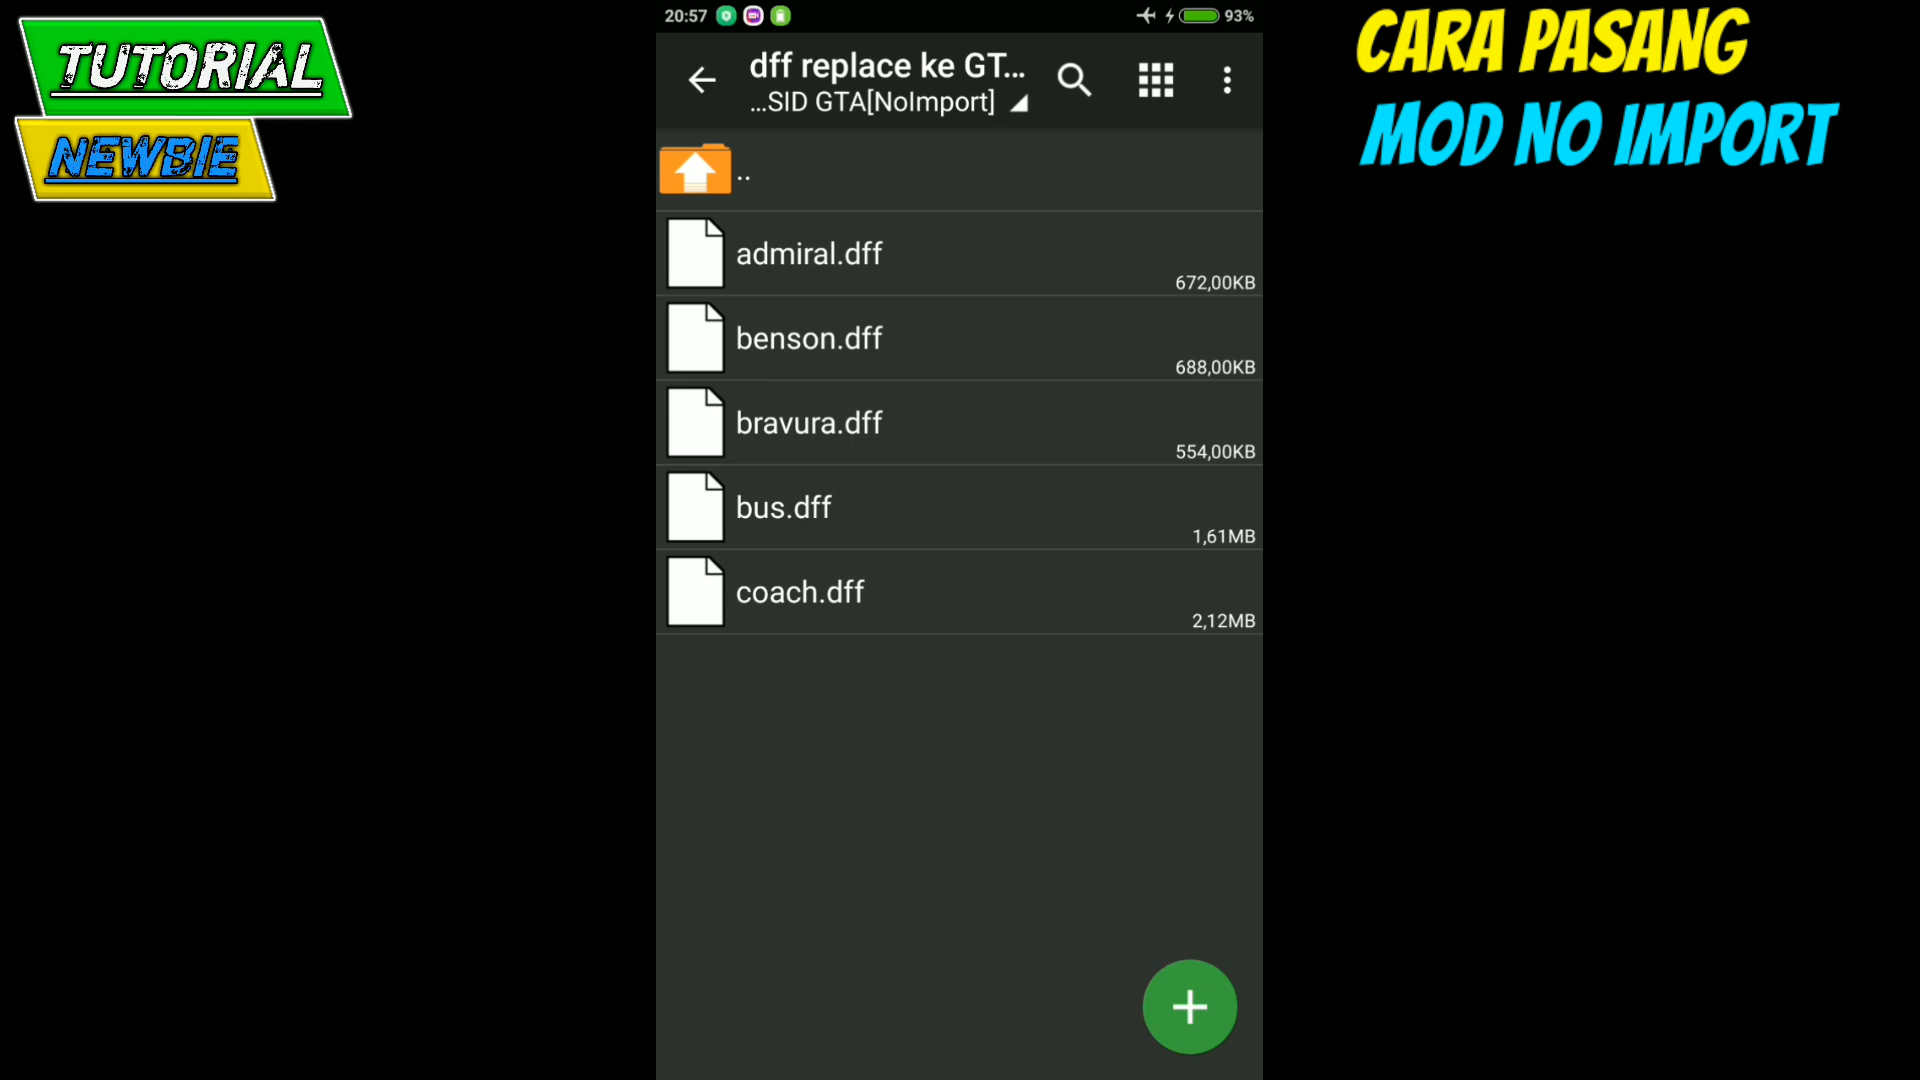 TUTORIAL
NEWBIE
20:57
93%
dff replace ke GT...
...SID GTA[NoImport]
..
admiral.dff
672,00KB
benson.dff
688,00KB
bravura.dff
554,00KB
bus.dff
1,61MB
coach.dff
2,12MB
CARA PASANG
MOD NO IMPORT